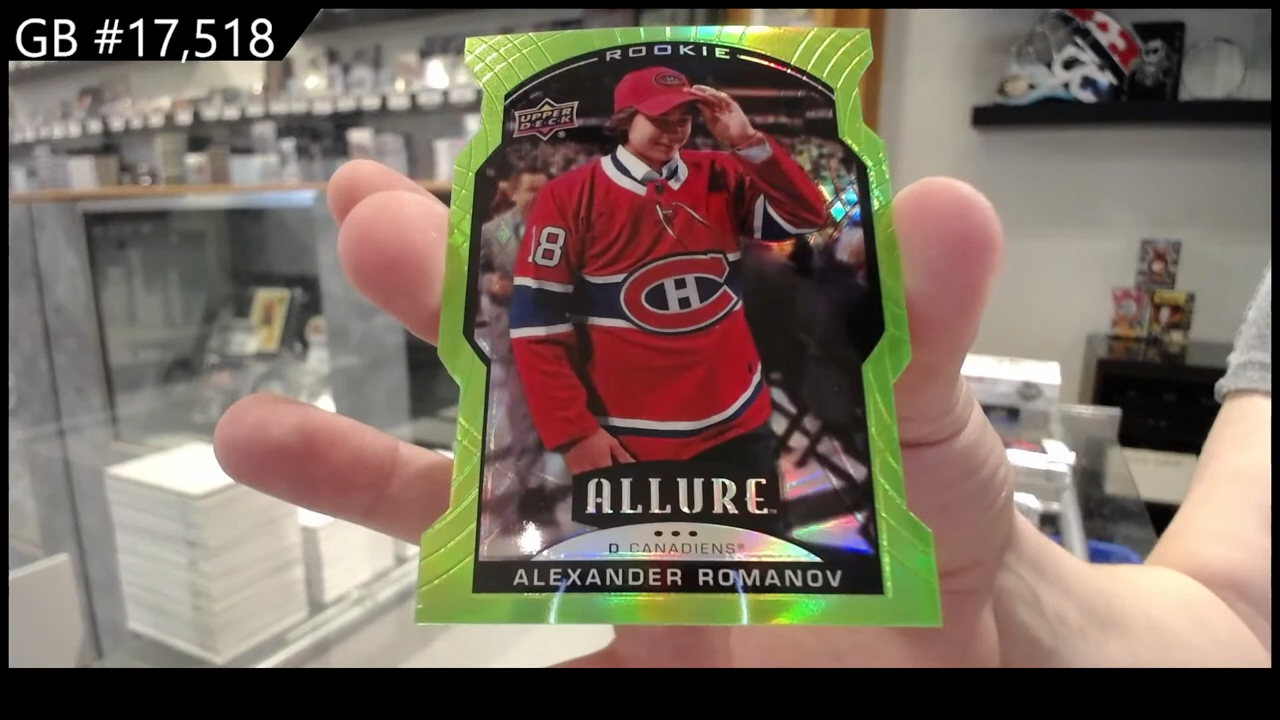 GB #17,518
ROOKIE
UPPER
DECK®
18
ALLURE
D CANADIENS®
ALEXANDER ROMANOV